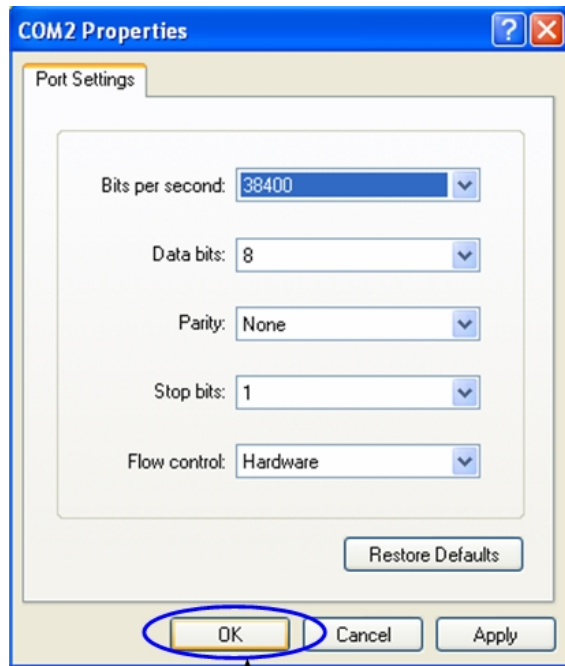 COM2 Properties
Port Settings
Bits per second: 38400
Data bits: 8
Parity: None
Stop bits: 1
Flow control: Hardware
Restore Defaults
OK Cancel Apply